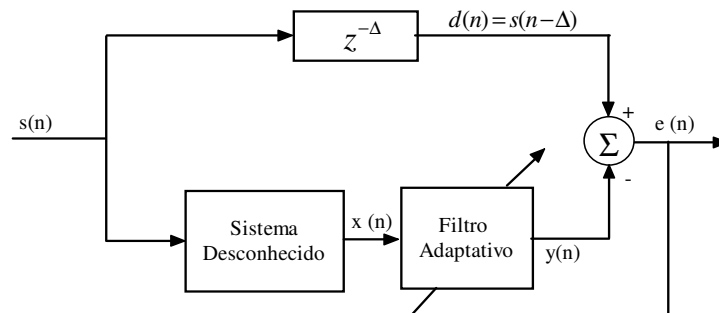 z^{-Δ}
d(n)=s(n-Δ)
+
s(n)
e (n)
Σ
-
Sistema
Desconhecido
x (n)
Filtro
Adaptativo
y(n)